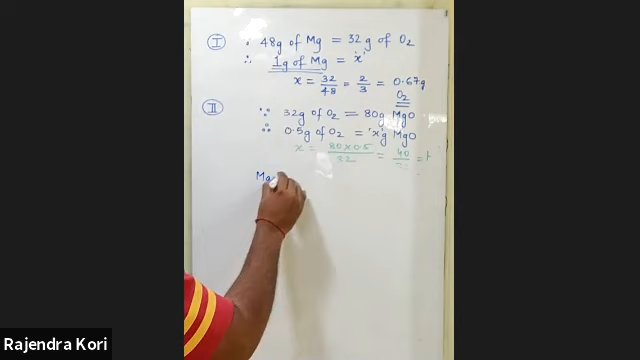 I ∵ 48g of Mg = 32g of O₂
∴ 1g of Mg = 'x'
x = 32/48 = 2/3 = 0.67g O₂
II ∵ 32g of O₂ = 80g MgO
∴ 0.5g of O₂ = 'x'g MgO
x = 80×0.5/32 = 40/ =
Mg
Rajendra Kori